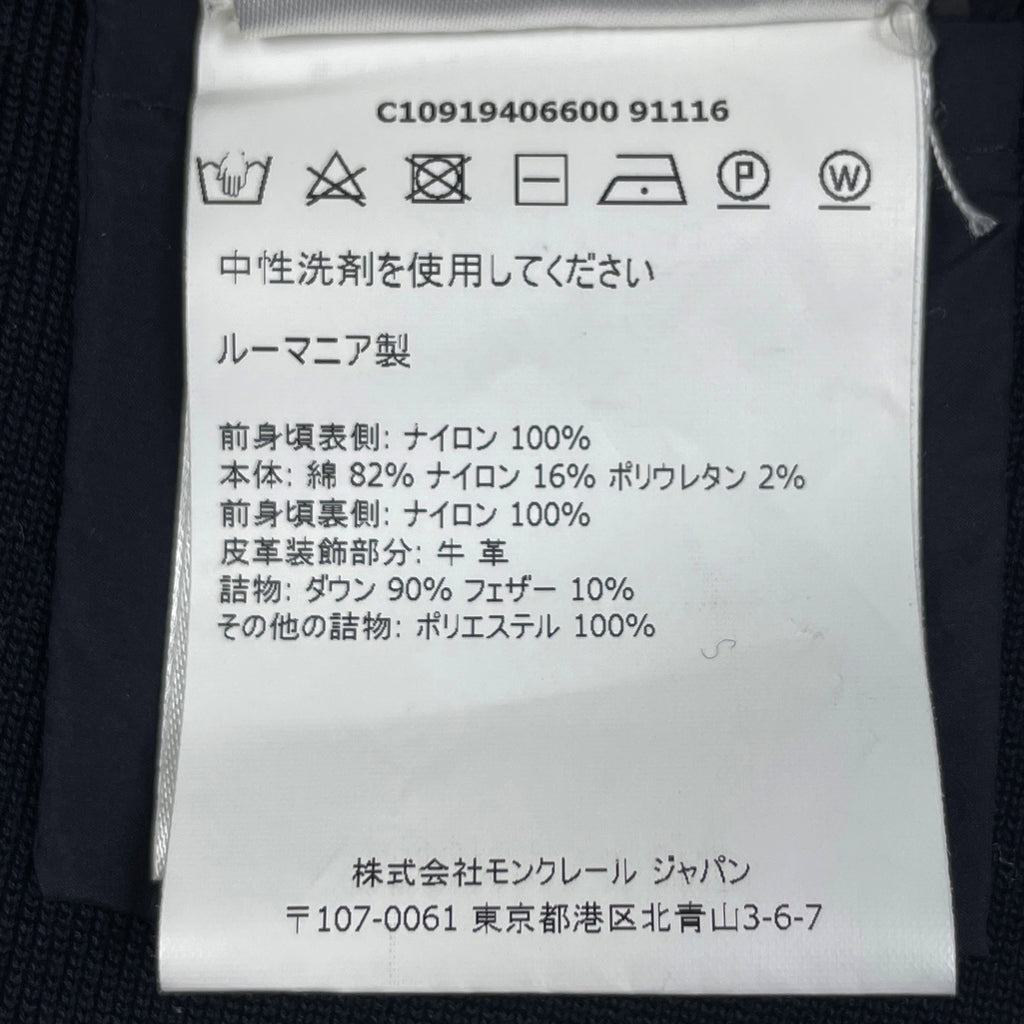 C10919406600 91116
P W
中性洗剤を使用してください
ルーマニア製
前身頃表側: ナイロン 100%
本体: 綿 82% ナイロン 16% ポリウレタン 2%
前身頃裏側: ナイロン 100%
皮革装飾部分: 牛 革
詰物: ダウン 90% フェザー 10%
その他の詰物: ポリエステル 100%
株式会社モンクレール ジャパン
〒107-0061 東京都港区北青山3-6-7